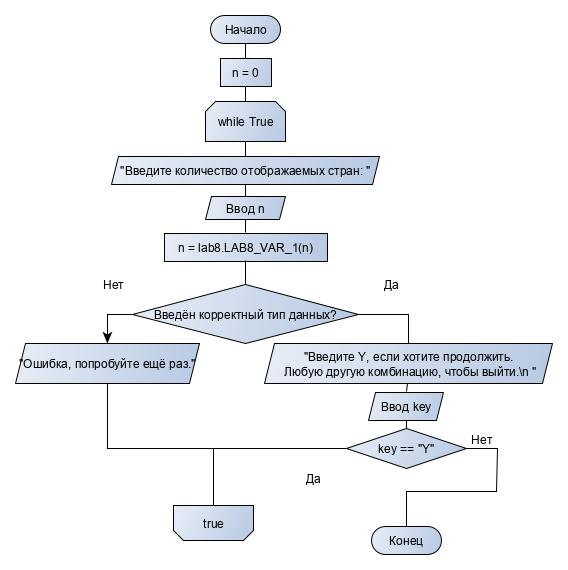 Начало
n = 0
while True
"Введите количество отображаемых стран: "
Ввод n
n = lab8.LAB8_VAR_1(n)
Нет
Да
Введён корректный тип данных?
"Ошибка, попробуйте ещё раз."
"Введите Y, если хотите продолжить.
Любую другую комбинацию, чтобы выйти.\n "
Ввод key
key == "Y"
Нет
Да
true
Конец